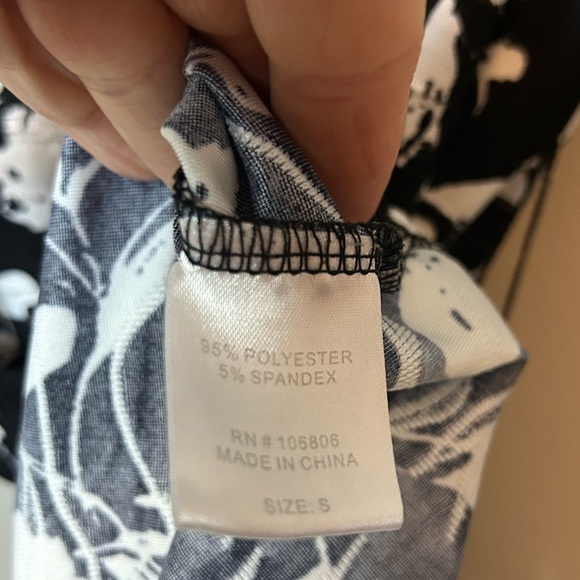 95% POLYESTER
5% SPANDEX
RN # 106806
MADE IN CHINA
SIZE: S